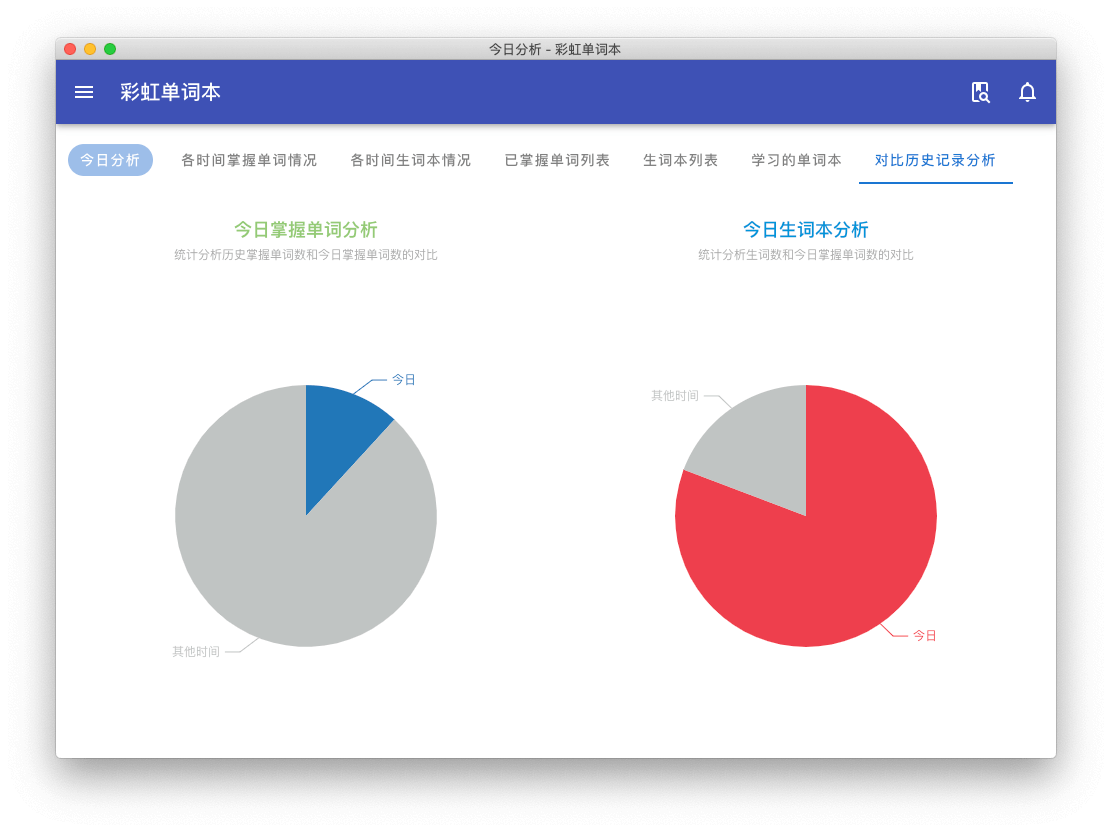 今日分析 - 彩虹单词本
彩虹单词本
今日分析 各时间掌握单词情况 各时间生词本情况 已掌握单词列表 生词本列表 学习的单词本 对比历史记录分析
今日掌握单词分析
统计分析历史掌握单词数和今日掌握单词数的对比
今日
其他时间
今日生词本分析
统计分析生词数和今日掌握单词数的对比
其他时间
今日